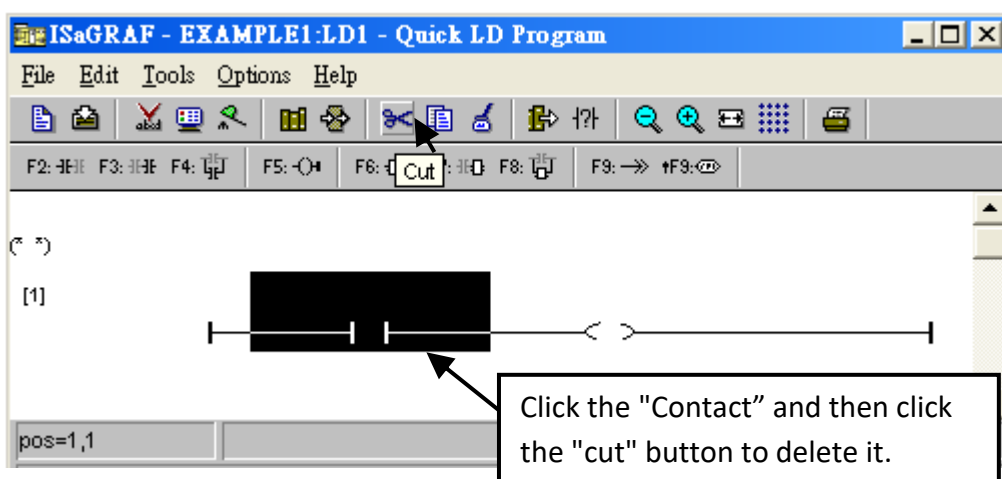 ISaGRAF - EXAMPLE1:LD1 - Quick LD Program
File Edit Tools Options Help
F2: F3: F4: F5: F6: F8: F9: ↑F9:
Cut
(* *)
[1]
Click the "Contact” and then click
the "cut" button to delete it.
pos=1,1